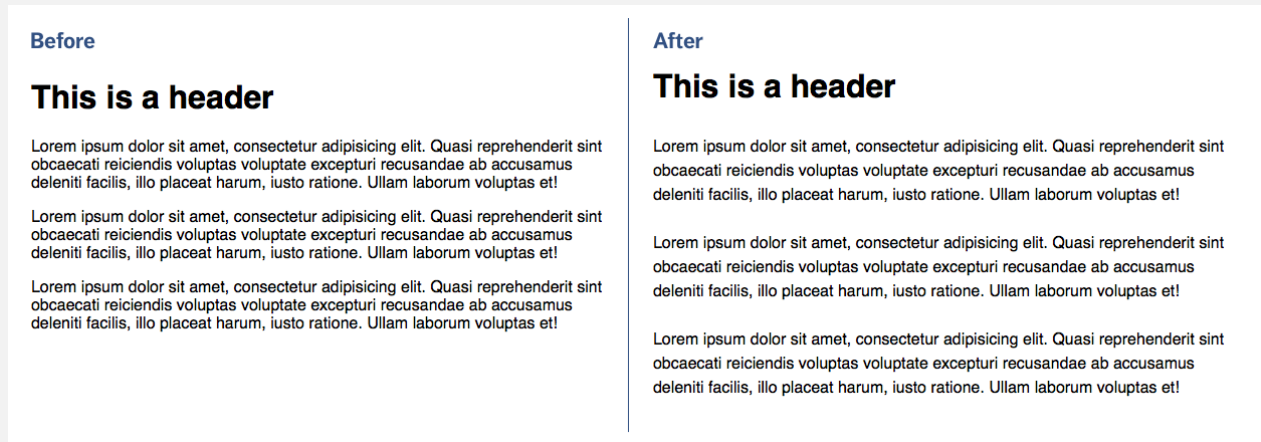 Before
This is a header
Lorem ipsum dolor sit amet, consectetur adipisicing elit. Quasi reprehenderit sint
obcaecati reiciendis voluptas voluptate excepturi recusandae ab accusamus
deleniti facilis, illo placeat harum, iusto ratione. Ullam laborum voluptas et!
Lorem ipsum dolor sit amet, consectetur adipisicing elit. Quasi reprehenderit sint
obcaecati reiciendis voluptas voluptate excepturi recusandae ab accusamus
deleniti facilis, illo placeat harum, iusto ratione. Ullam laborum voluptas et!
Lorem ipsum dolor sit amet, consectetur adipisicing elit. Quasi reprehenderit sint
obcaecati reiciendis voluptas voluptate excepturi recusandae ab accusamus
deleniti facilis, illo placeat harum, iusto ratione. Ullam laborum voluptas et!
After
This is a header
Lorem ipsum dolor sit amet, consectetur adipisicing elit. Quasi reprehenderit sint
obcaecati reiciendis voluptas voluptate excepturi recusandae ab accusamus
deleniti facilis, illo placeat harum, iusto ratione. Ullam laborum voluptas et!
Lorem ipsum dolor sit amet, consectetur adipisicing elit. Quasi reprehenderit sint
obcaecati reiciendis voluptas voluptate excepturi recusandae ab accusamus
deleniti facilis, illo placeat harum, iusto ratione. Ullam laborum voluptas et!
Lorem ipsum dolor sit amet, consectetur adipisicing elit. Quasi reprehenderit sint
obcaecati reiciendis voluptas voluptate excepturi recusandae ab accusamus
deleniti facilis, illo placeat harum, iusto ratione. Ullam laborum voluptas et!